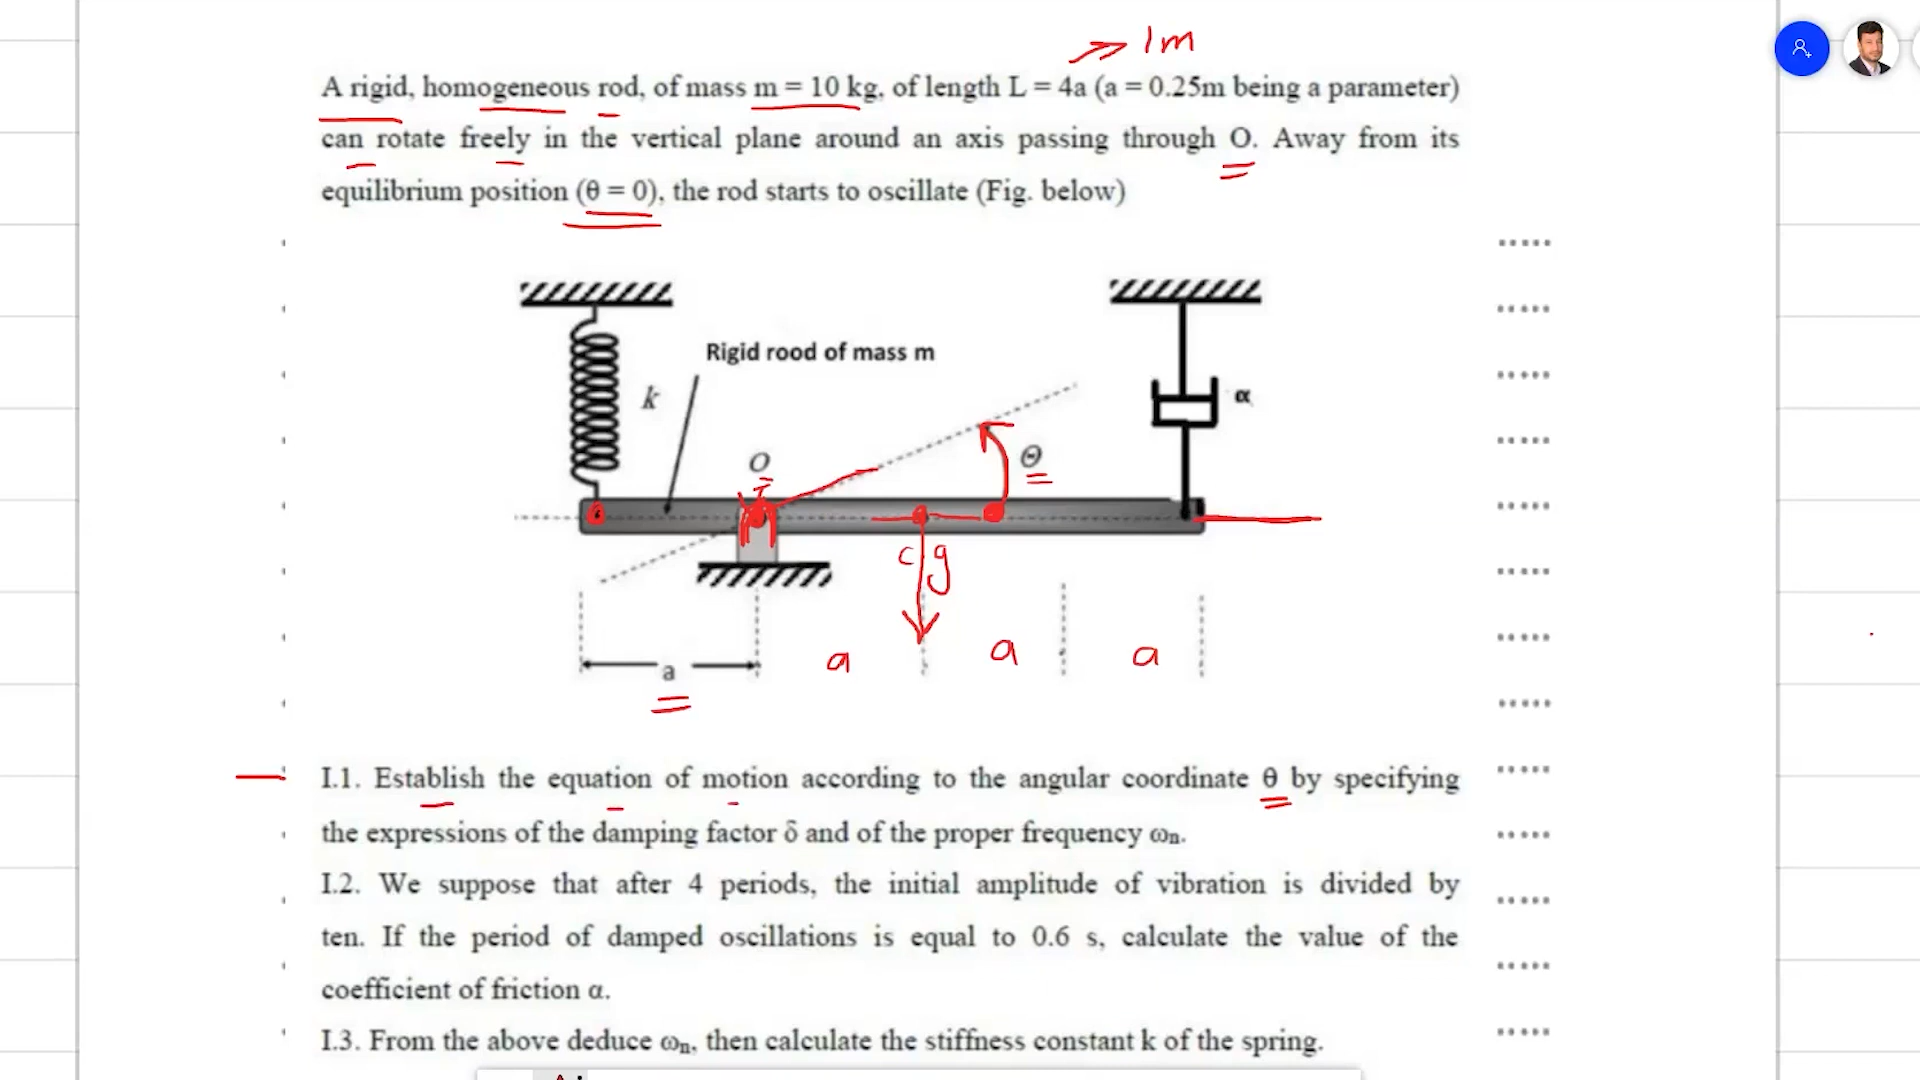 1m
A rigid, homogeneous rod, of mass m = 10 kg, of length L = 4a (a = 0.25m being a parameter)
can rotate freely in the vertical plane around an axis passing through O. Away from its
equilibrium position (θ = 0), the rod starts to oscillate (Fig. below)
Rigid rood of mass m
k
α
O
Θ
c g
a
a
a
a
I.1. Establish the equation of motion according to the angular coordinate θ by specifying
the expressions of the damping factor δ and of the proper frequency ωn.
I.2. We suppose that after 4 periods, the initial amplitude of vibration is divided by
ten. If the period of damped oscillations is equal to 0.6 s, calculate the value of the
coefficient of friction α.
I.3. From the above deduce ωn, then calculate the stiffness constant k of the spring.